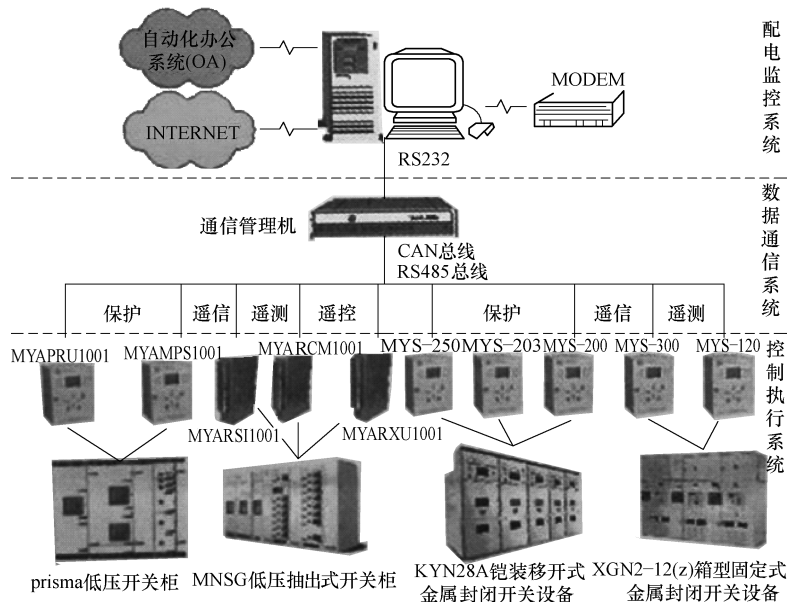 自动化办公
系统(OA)
INTERNET
MODEM
RS232
配电监控系统
通信管理机
CAN总线
RS485总线
数据通信系统
保护
遥信
遥测
遥控
保护
遥信
遥测
MYAPRU1001
MYAMPS1001
MYARCM1001
MYS-250
MYS-203
MYS-200
MYS-300
MYS-120
MYARSI1001
MYARXU1001
控制执行系统
prisma低压开关柜
MNSG低压抽出式开关柜
KYN28A铠装移开式
金属封闭开关设备
XGN2-12(z)箱型固定式
金属封闭开关设备